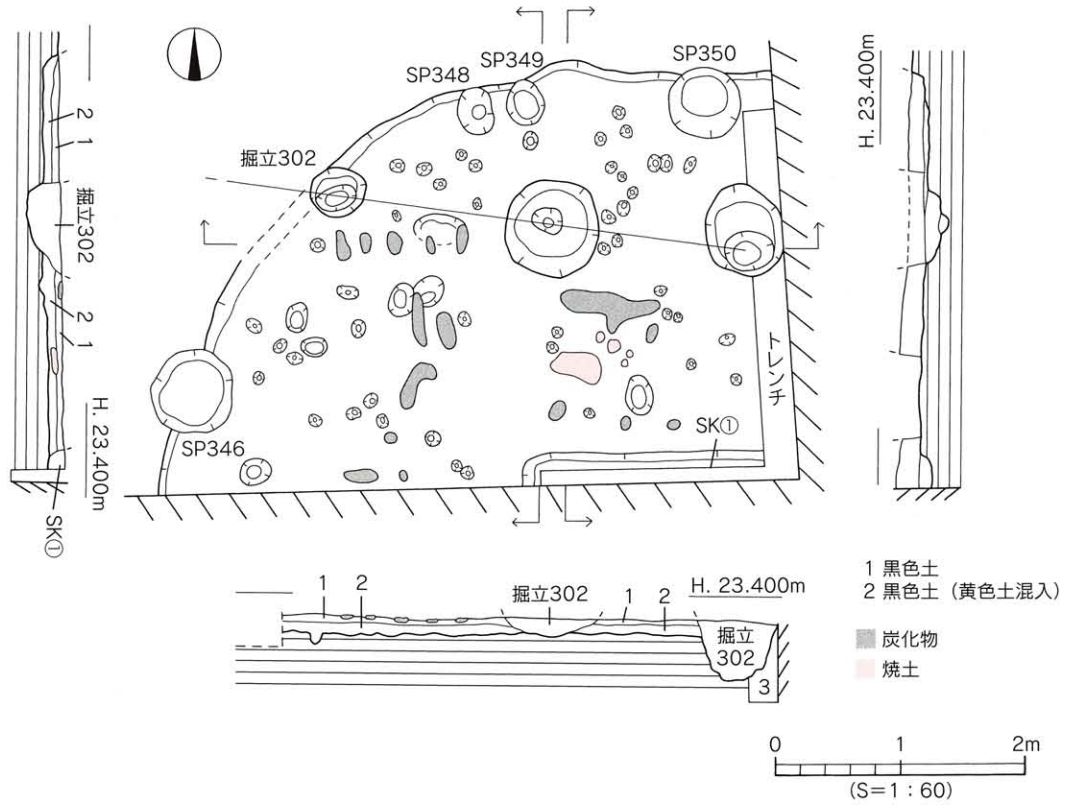 SP348
SP349
SP350
掘立302
SP346
トレンチ
SK①
2
1
掘立302
2
1
H. 23.400m
SK①
H. 23.400m
1
2
掘立302
1
2
H. 23.400m
掘立
302
3
1 黒色土
2 黒色土（黄色土混入）
炭化物
焼土
0
1
2m
(S=1：60)